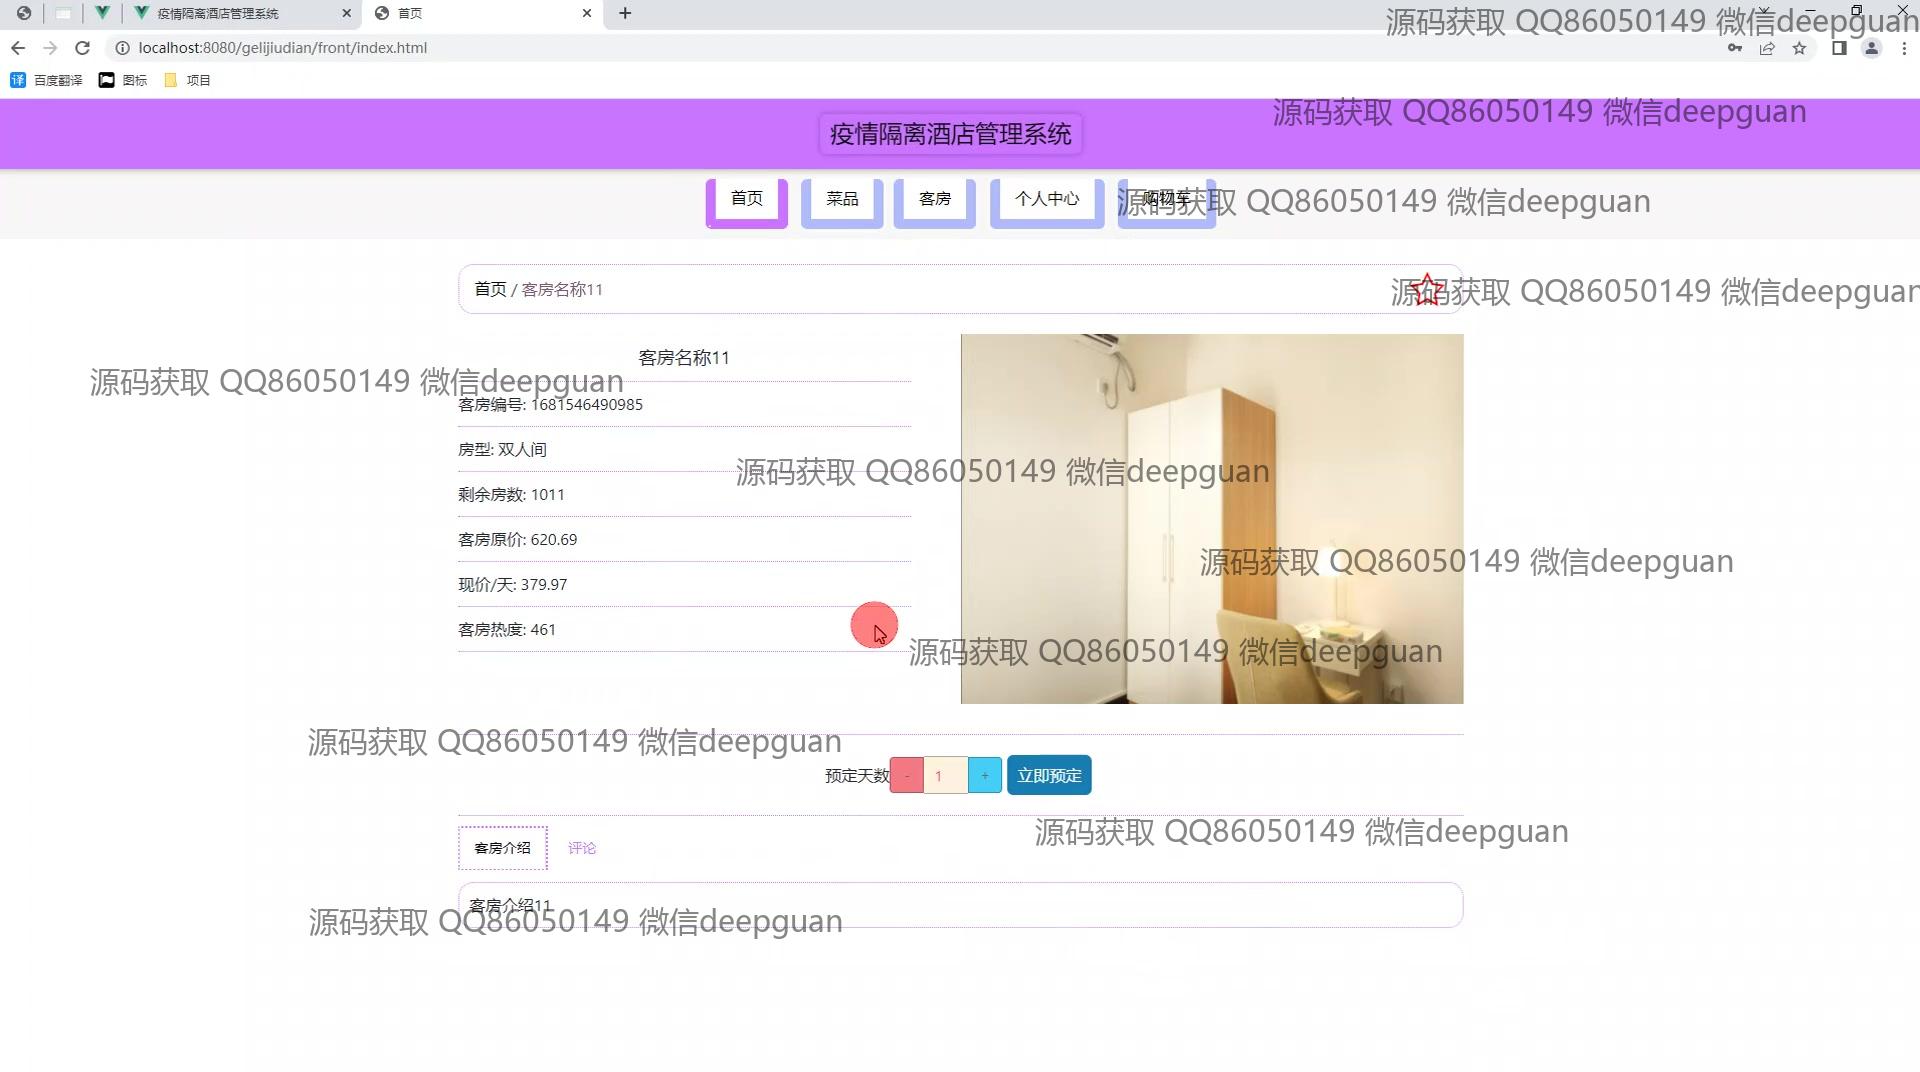 疫情隔离酒店管理系统
首页
源码获取 QQ86050149 微信deepguan
localhost:8080/gelijiudian/front/index.html
译 百度翻译 图标 项目
源码获取 QQ86050149 微信deepguan
疫情隔离酒店管理系统
首页 菜品 客房 个人中心 购物车
源码获取 QQ86050149 微信deepguan
首页 / 客房名称11
源码获取 QQ86050149 微信deepguan
客房名称11
源码获取 QQ86050149 微信deepguan
客房编号: 1681546490985
房型: 双人间
源码获取 QQ86050149 微信deepguan
剩余房数: 1011
客房原价: 620.69
源码获取 QQ86050149 微信deepguan
现价/天: 379.97
客房热度: 461
源码获取 QQ86050149 微信deepguan
源码获取 QQ86050149 微信deepguan
预定天数 - 1 + 立即预定
源码获取 QQ86050149 微信deepguan
客房介绍 评论
客房介绍11
源码获取 QQ86050149 微信deepguan